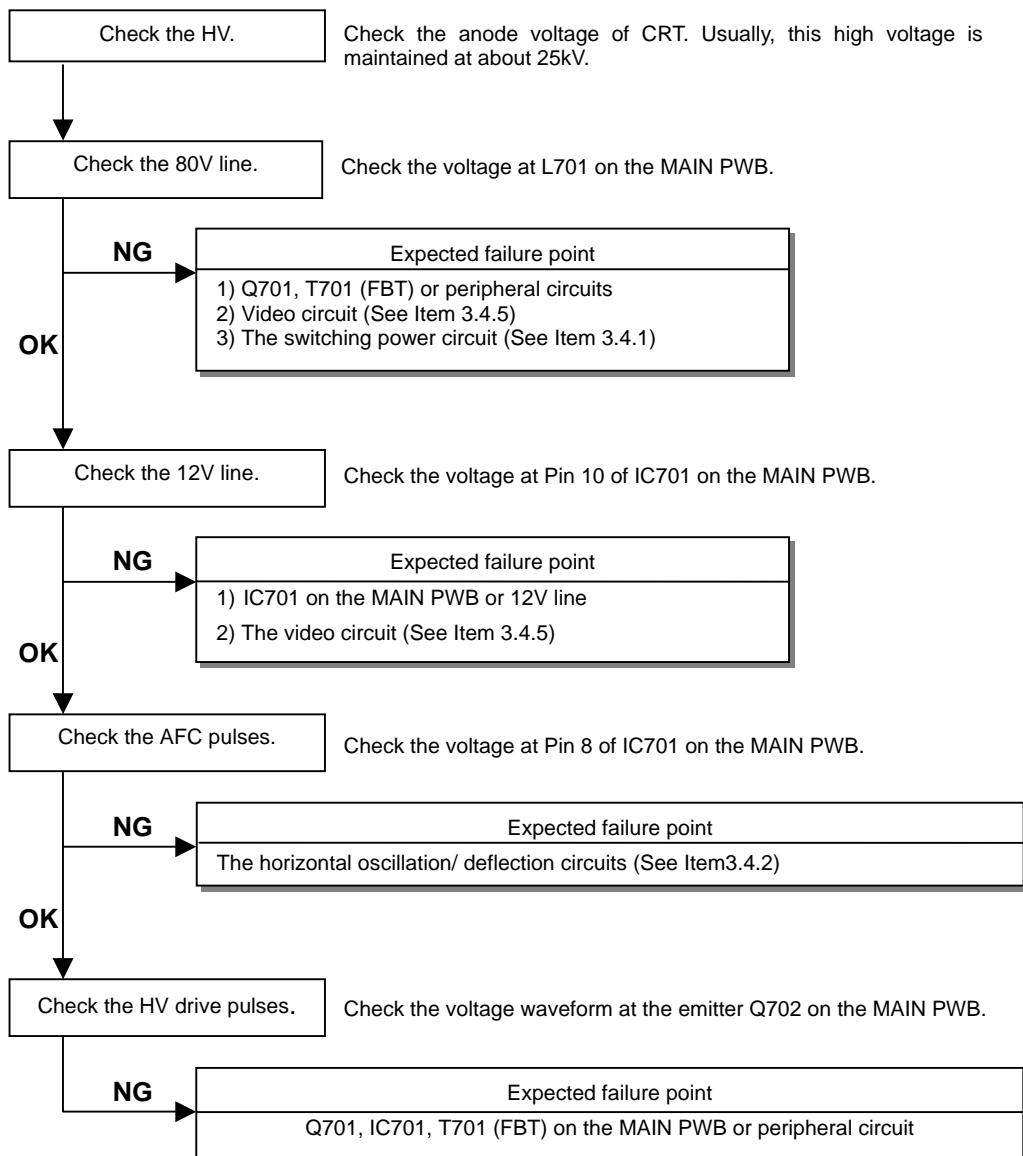 Check the HV.
Check the anode voltage of CRT. Usually, this high voltage is
maintained at about 25kV.
Check the 80V line.
Check the voltage at L701 on the MAIN PWB.
NG
Expected failure point
1) Q701, T701 (FBT) or peripheral circuits
2) Video circuit (See Item 3.4.5)
3) The switching power circuit (See Item 3.4.1)
OK
Check the 12V line.
Check the voltage at Pin 10 of IC701 on the MAIN PWB.
NG
Expected failure point
1) IC701 on the MAIN PWB or 12V line
2) The video circuit (See Item 3.4.5)
OK
Check the AFC pulses.
Check the voltage at Pin 8 of IC701 on the MAIN PWB.
NG
Expected failure point
The horizontal oscillation/ deflection circuits (See Item3.4.2)
OK
Check the HV drive pulses.
Check the voltage waveform at the emitter Q702 on the MAIN PWB.
NG
Expected failure point
Q701, IC701, T701 (FBT) on the MAIN PWB or peripheral circuit